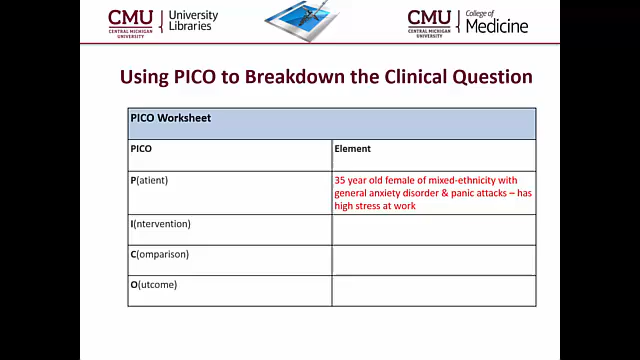 CMU
CENTRAL MICHIGAN
UNIVERSITY
University
Libraries
CMU
CENTRAL MICHIGAN
UNIVERSITY
College of
Medicine
Using PICO to Breakdown the Clinical Question
PICO Worksheet
PICO Element
P(atient) 35 year old female of mixed-ethnicity with
general anxiety disorder & panic attacks – has
high stress at work
I(ntervention)
C(omparison)
O(utcome)